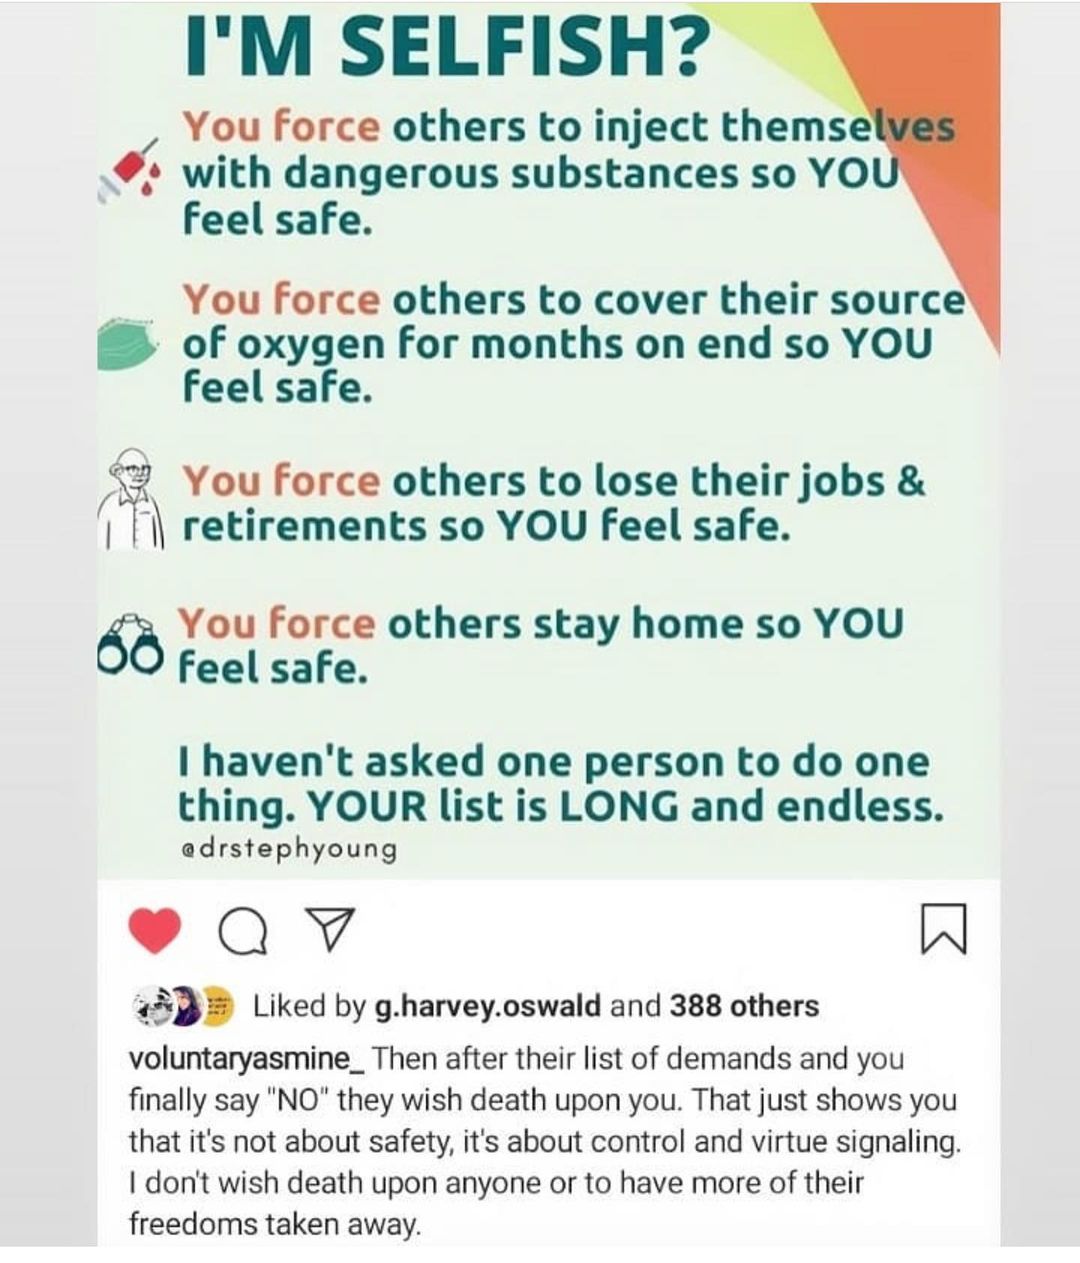 I'M SELFISH?
You force others to inject themselves
with dangerous substances so YOU
feel safe.
You force others to cover their source
of oxygen for months on end so YOU
feel safe.
You force others to lose their jobs &
retirements so YOU feel safe.
You force others stay home so YOU
feel safe.
I haven't asked one person to do one
thing. YOUR list is LONG and endless.
@drstephyoung
Liked by g.harvey.oswald and 388 others
voluntaryasmine_ Then after their list of demands and you
finally say "NO" they wish death upon you. That just shows you
that it's not about safety, it's about control and virtue signaling.
I don't wish death upon anyone or to have more of their
freedoms taken away.